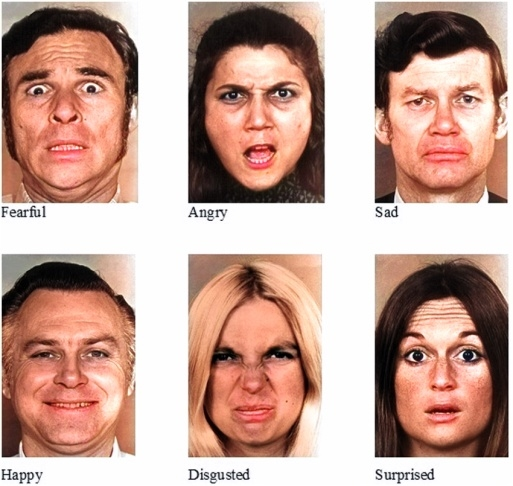 Fearful
Angry
Sad
Happy
Disgusted
Surprised